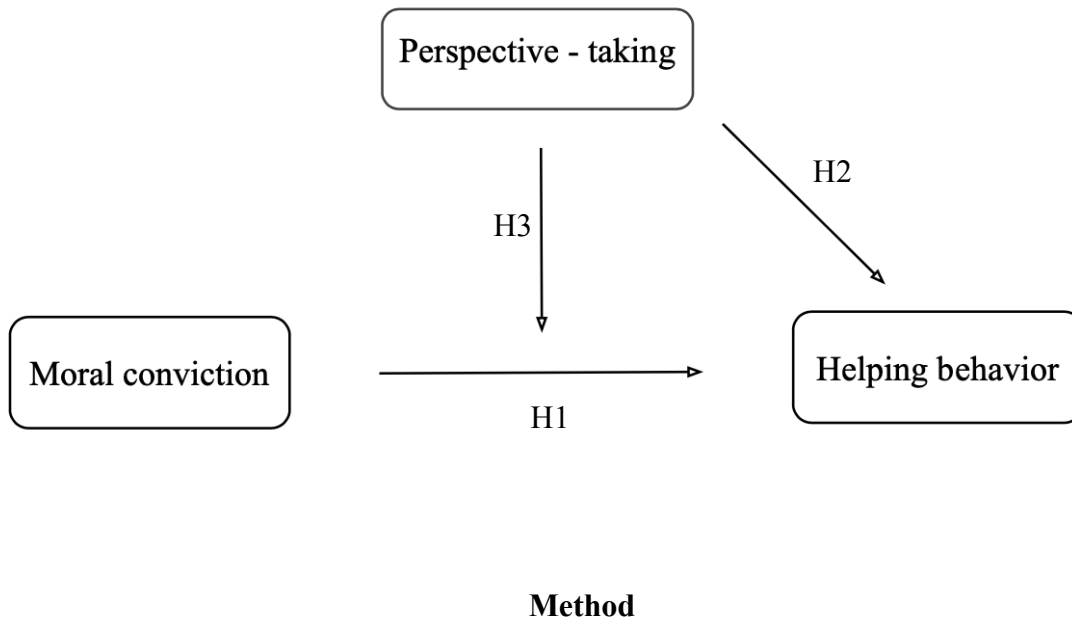 Perspective - taking
H2
H3
Moral conviction
Helping behavior
H1
Method